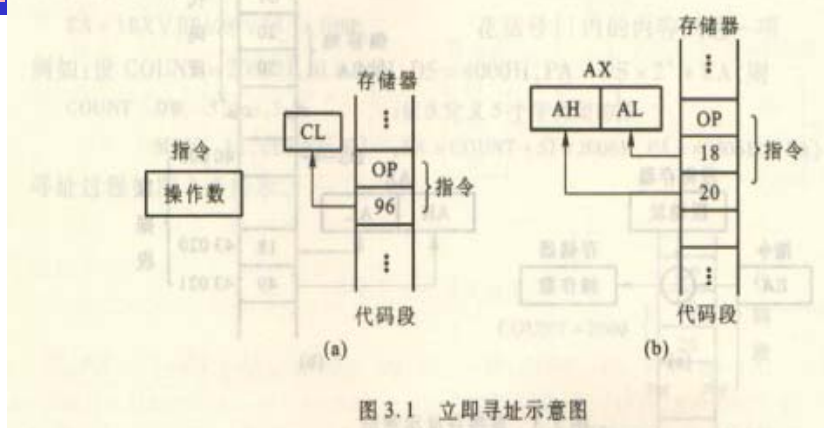 存储器
⋮
CL
指令
操作数
OP
96
指令
⋮
代码段
(a)
存储器
AX
⋮
AH AL
OP
18
20
指令
⋮
代码段
(b)
图 3.1 立即寻址示意图